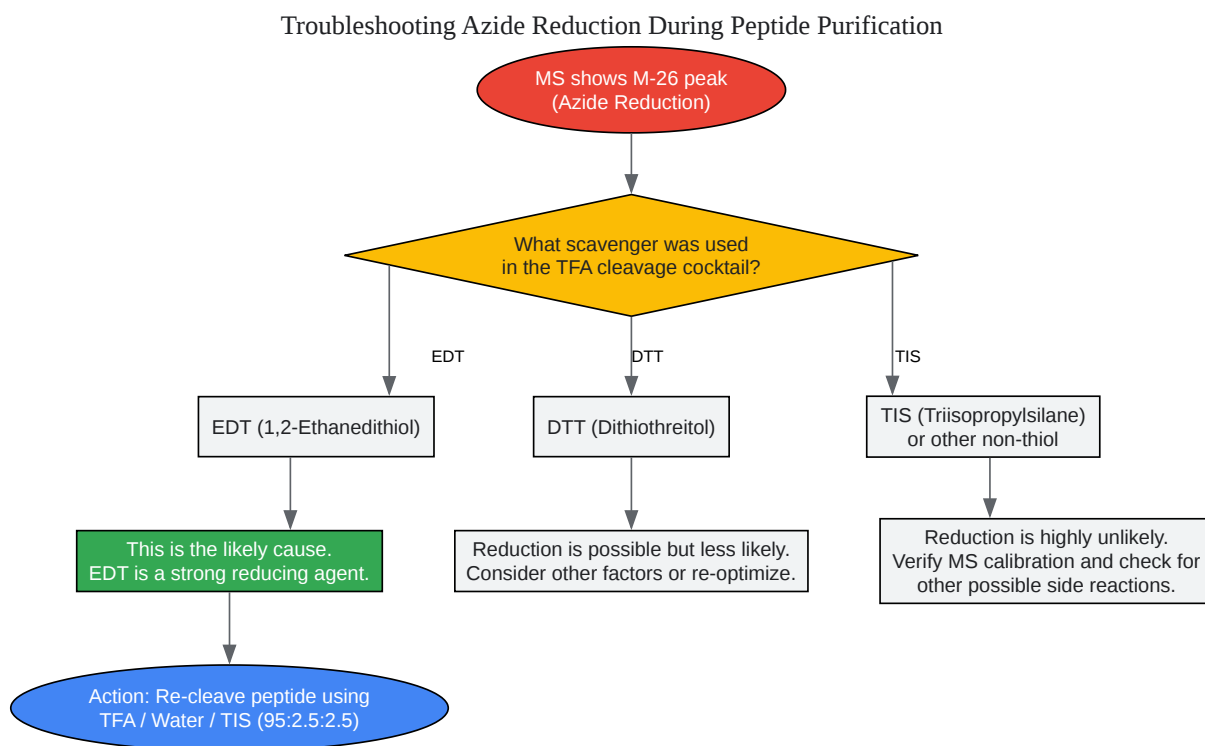 Troubleshooting Azide Reduction During Peptide Purification
MS shows M-26 peak
(Azide Reduction)
What scavenger was used
in the TFA cleavage cocktail?
EDT
DTT
TIS
EDT (1,2-Ethanedithiol)
DTT (Dithiothreitol)
TIS (Triisopropylsilane)
or other non-thiol
This is the likely cause.
EDT is a strong reducing agent.
Reduction is possible but less likely.
Consider other factors or re-optimize.
Reduction is highly unlikely.
Verify MS calibration and check for
other possible side reactions.
Action: Re-cleave peptide using
TFA / Water / TIS (95:2.5:2.5)